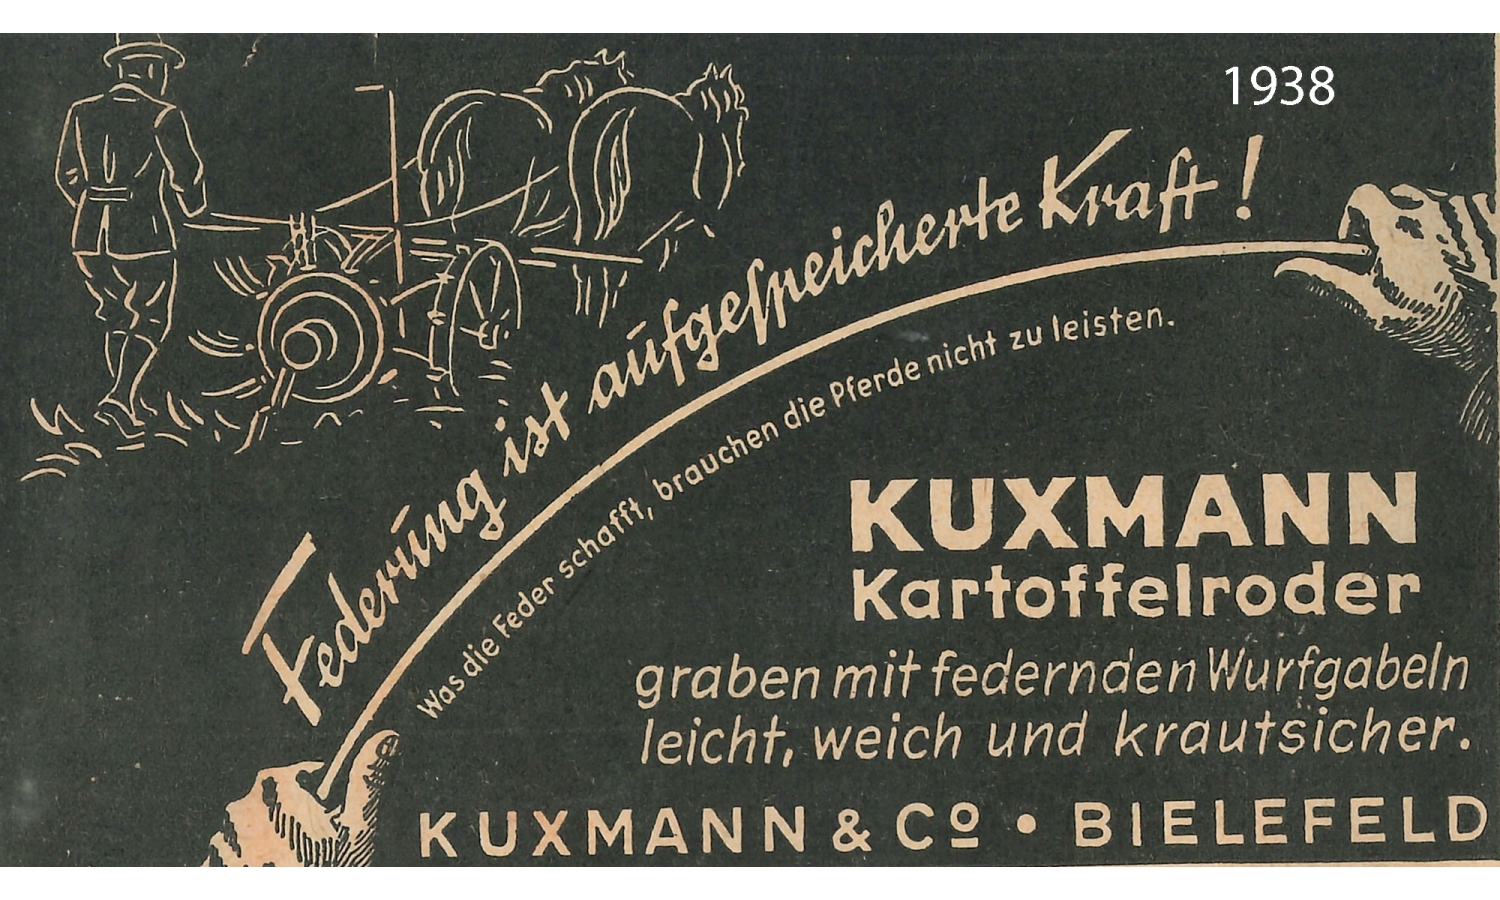 1938
Federung ist aufgespeicherte Kraft!
Was die Feder schafft, brauchen die Pferde nicht zu leisten.
KUXMANN
Kartoffelroder
graben mit federnden Wurfgabeln
leicht, weich und krautsicher.
KUXMANN & Co • BIELEFELD